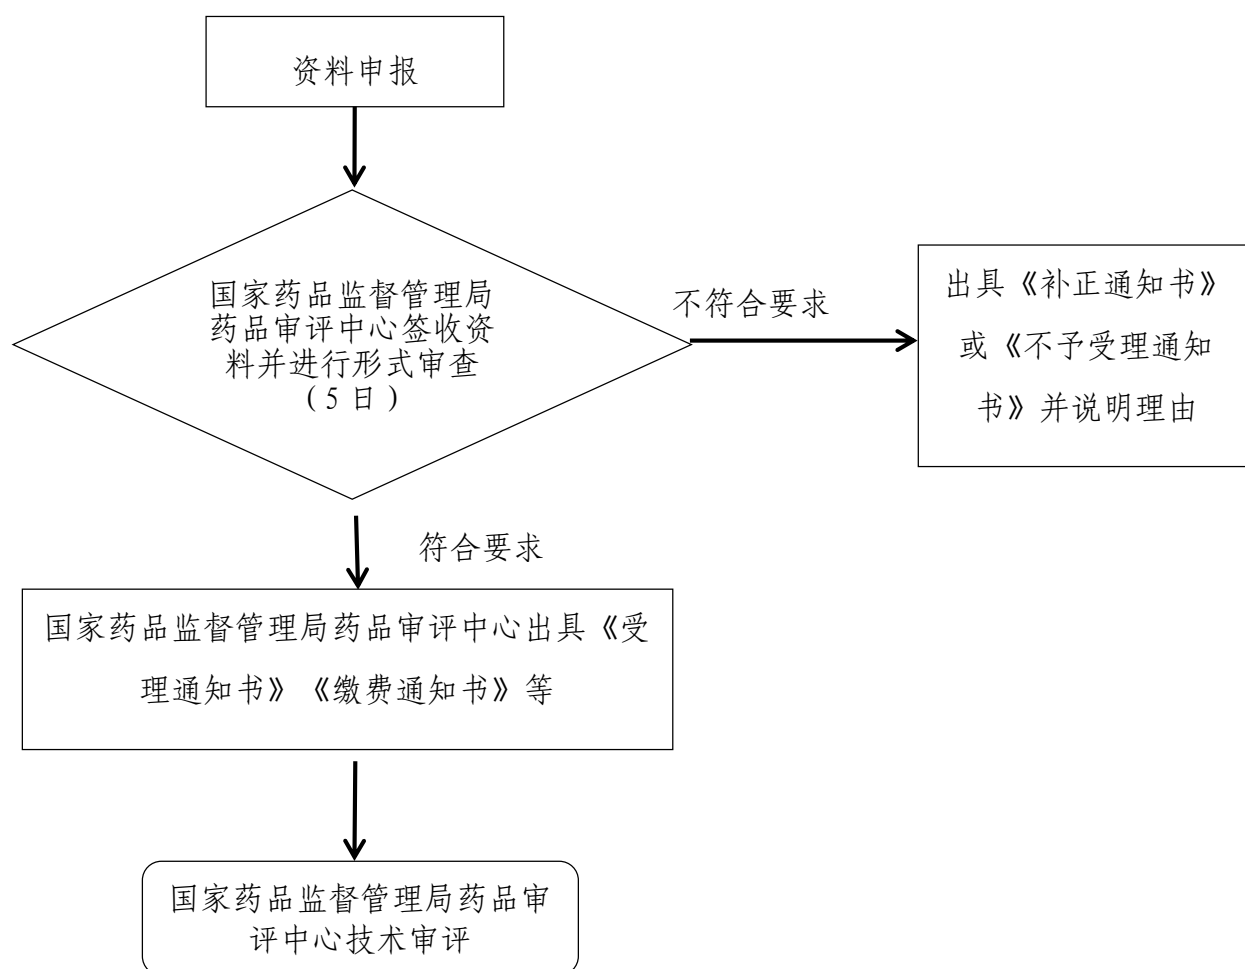 资料申报
国家药品监督管理局
药品审评中心签收资
料并进行形式审查
（5 日）
不符合要求
出具《补正通知书》
或《不予受理通知
书》并说明理由
符合要求
国家药品监督管理局药品审评中心出具《受
理通知书》《缴费通知书》等
国家药品监督管理局药品审
评中心技术审评